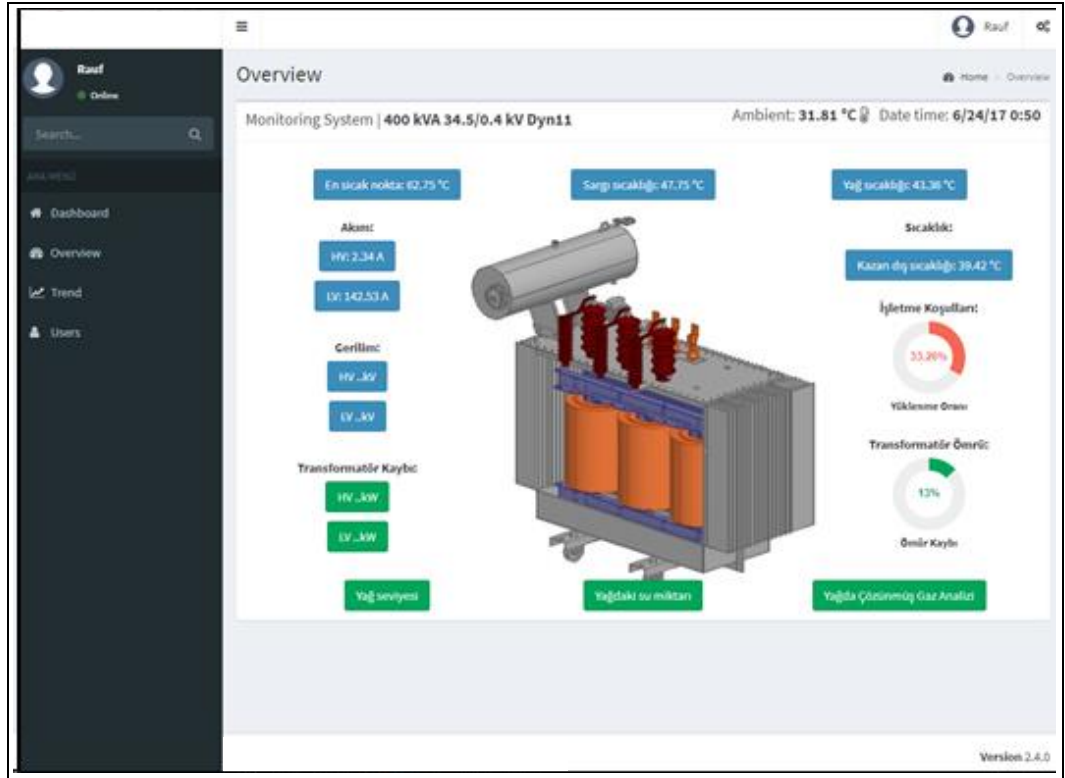 Rauf
Rauf
Online
Search...
ANA MENÜ
Dashboard
Overview
Trend
Users
Overview
Home > Overview
Monitoring System | 400 kVA 34.5/0.4 kV Dyn11
Ambient: 31.81 °C Date time: 6/24/17 0:50
En sıcak nokta: 62,75 °C
Sargı sıcaklığı: 47.75 °C
Yağ sıcaklığı: 43.36 °C
Akım:
HV: 2.34 A
LV: 142.53 A
Gerilim:
HV ..kV
LV ..kV
Transformatör Kaybı:
HV ..kW
LV ..kW
Sıcaklık:
Kazan dış sıcaklığı: 39.42 °C
İşletme Koşulları:
33.26%
Yüklenme Oranı
Transformatör Ömrü:
13%
Ömür Kaybı
Yağ seviyesi
Yağdaki su miktarı
Yağda Çözünmüş Gaz Analizi
Version 2.4.0